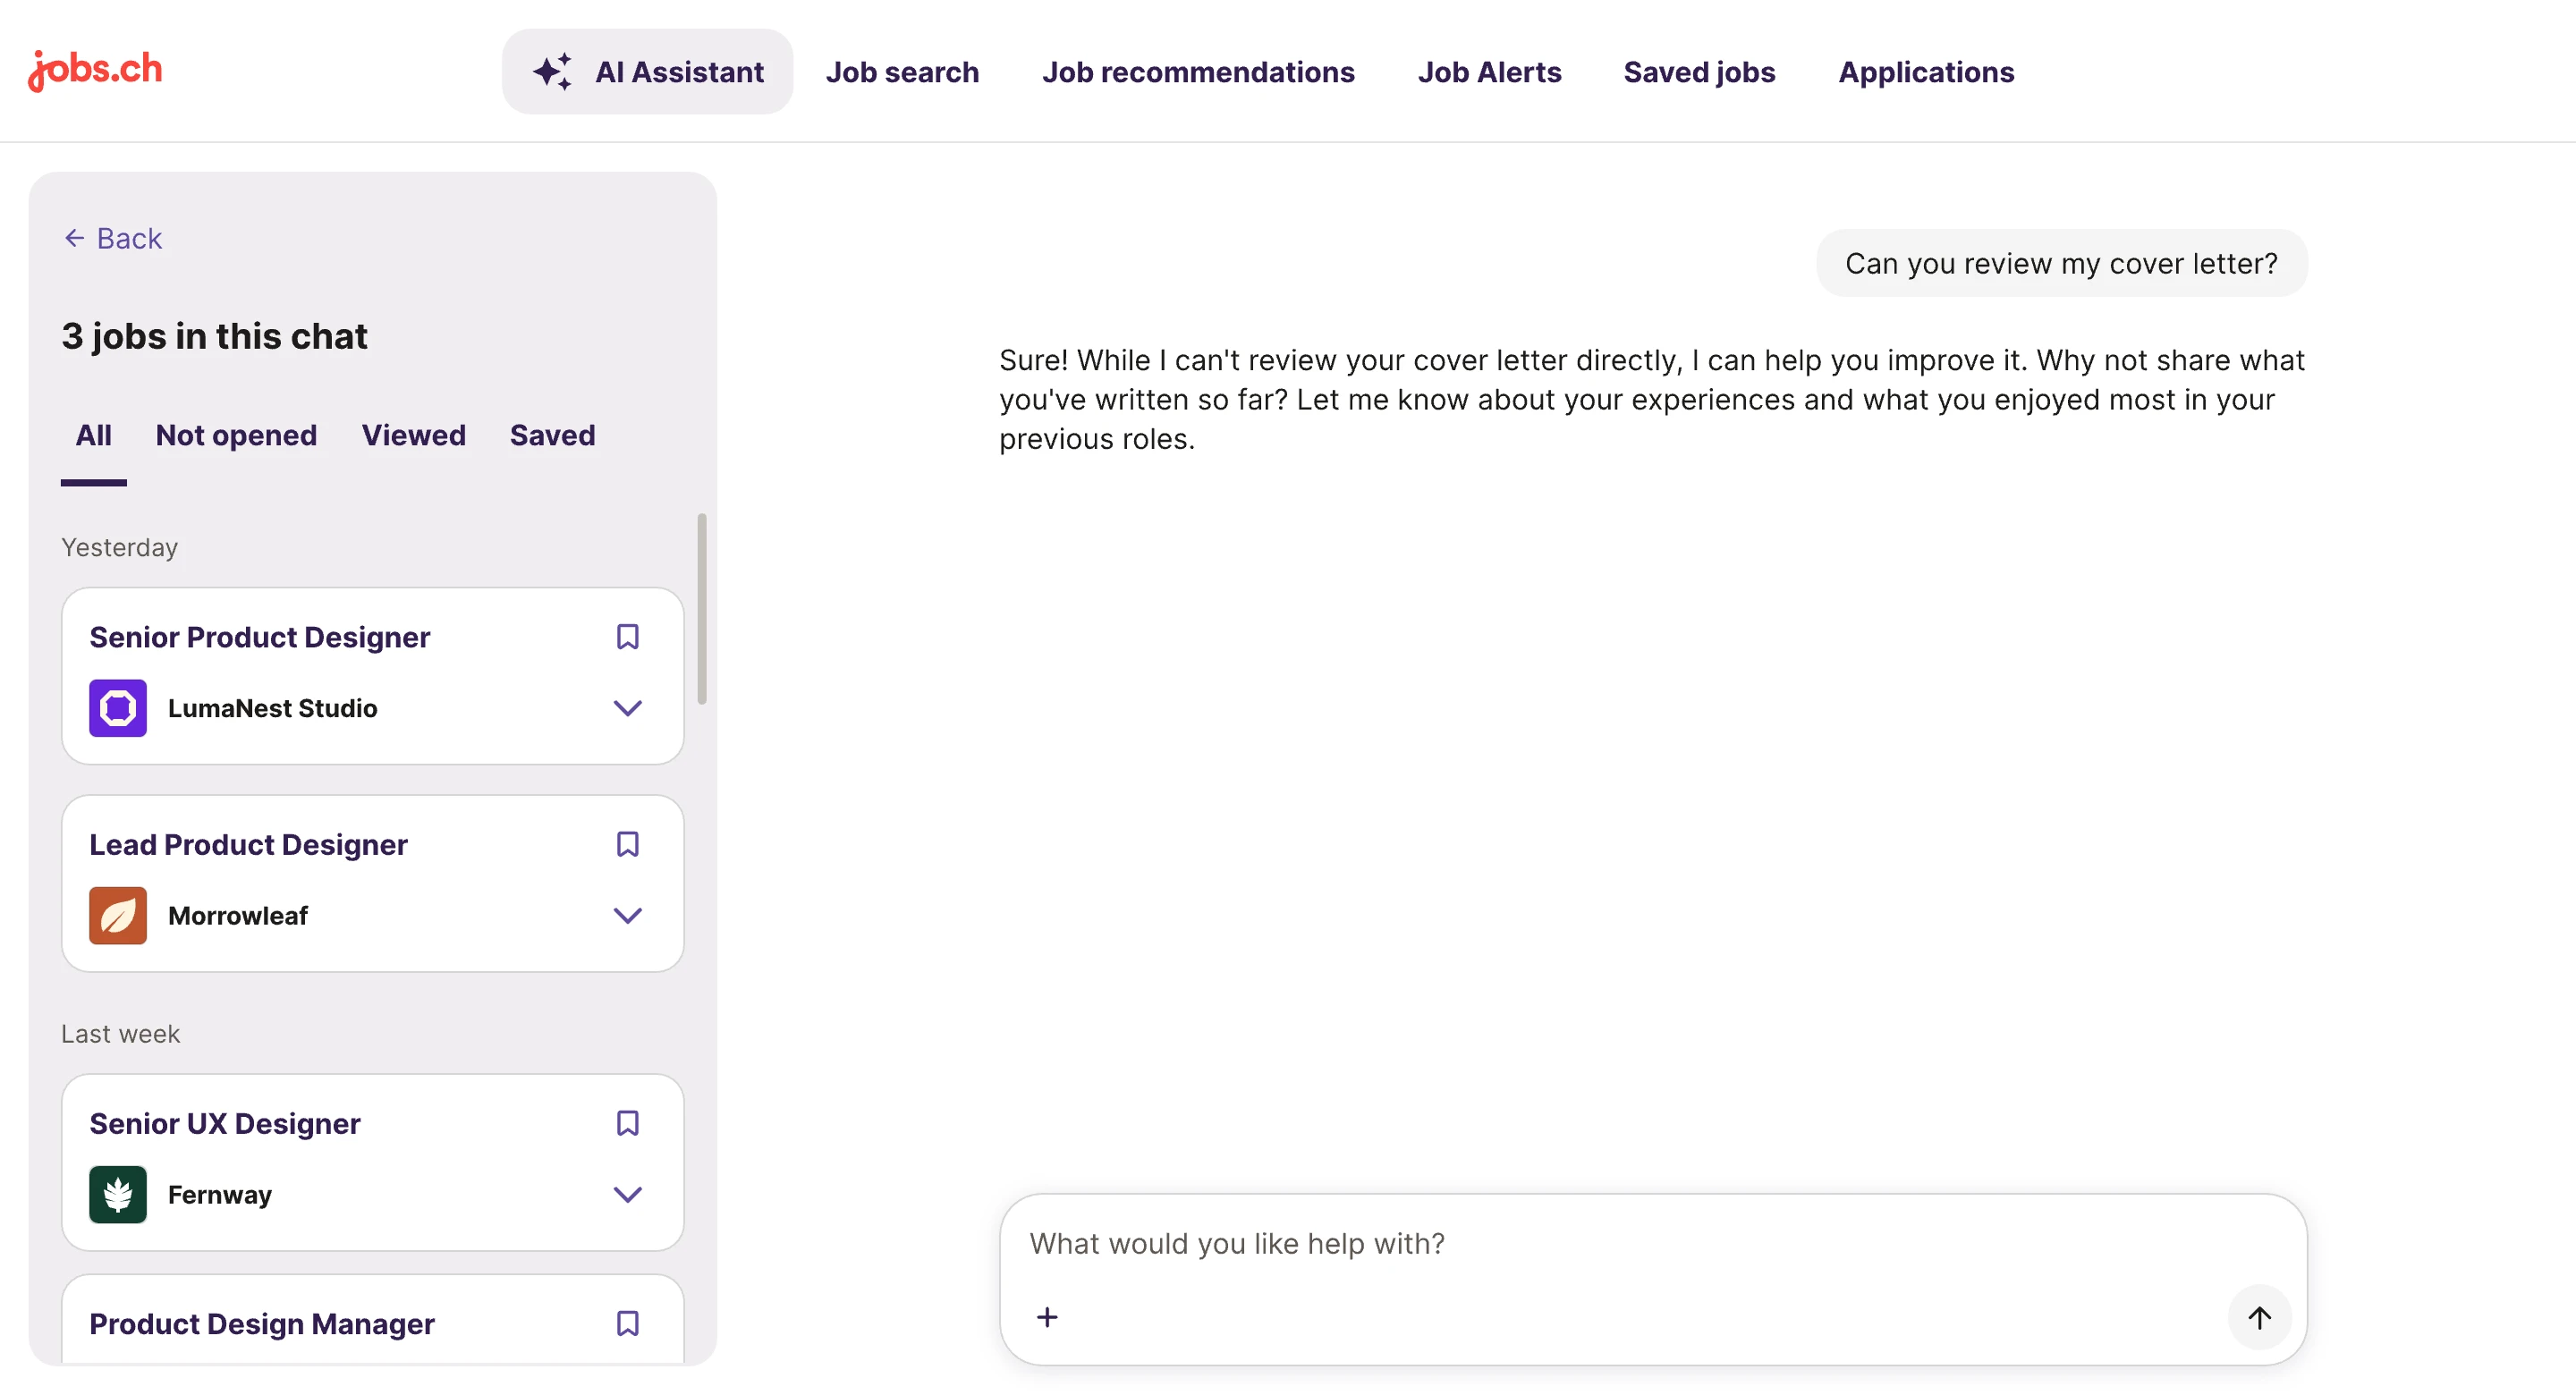 jobs.ch
AI Assistant
Job search
Job recommendations
Job Alerts
Saved jobs
Applications
Back
3 jobs in this chat
All
Not opened
Viewed
Saved
Yesterday
Senior Product Designer
LumaNest Studio
Lead Product Designer
Morrowleaf
Last week
Senior UX Designer
Fernway
Product Design Manager
Can you review my cover letter?
Sure! While I can't review your cover letter directly, I can help you improve it. Why not share what
you've written so far? Let me know about your experiences and what you enjoyed most in your
previous roles.
What would you like help with?